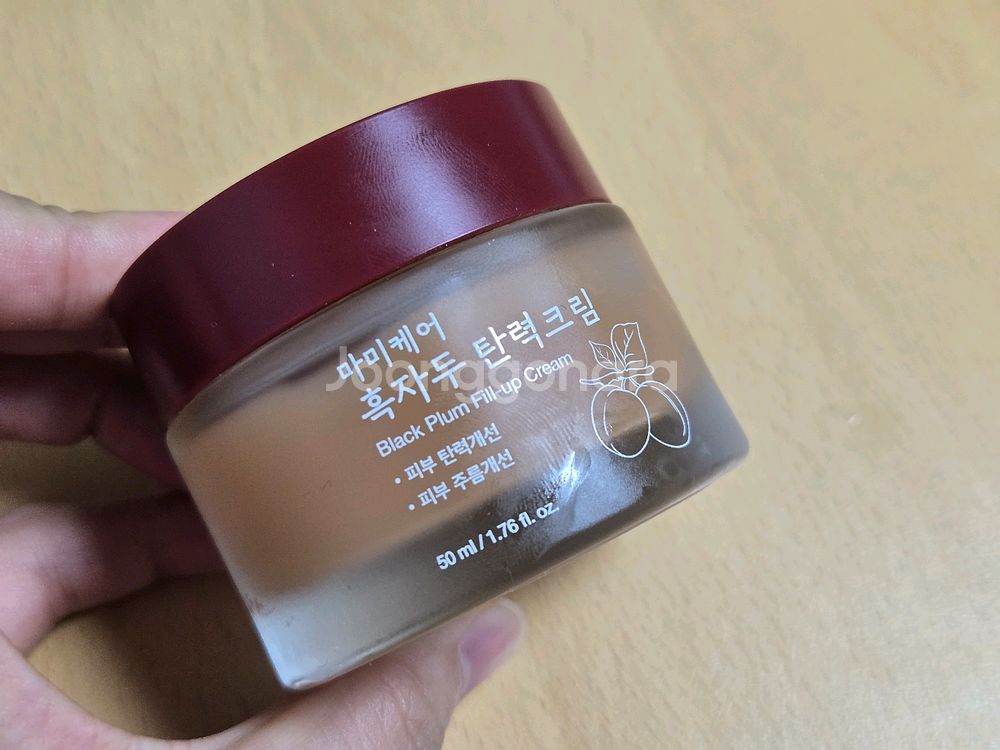 마미케어
흑자두 탄력크림
Black Plum Fill-up Cream
• 피부 탄력개선
• 피부 주름개선
50 ml / 1.76 fl. oz.
Joonggonara